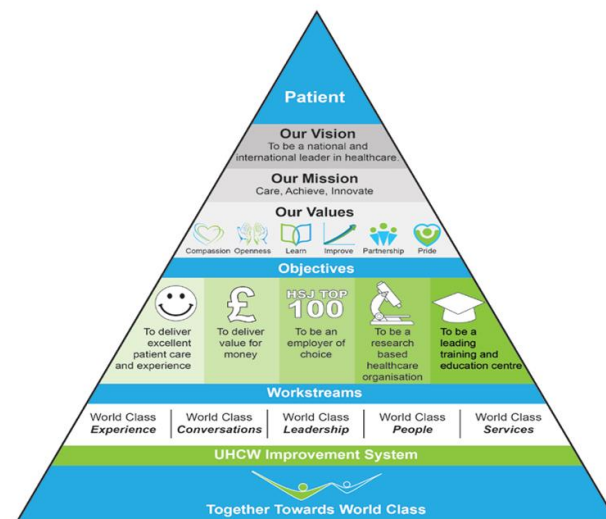 Patient
Our Vision
To be a national and
international leader in healthcare.
Our Mission
Care, Achieve, Innovate
Our Values
Compassion Openness Learn Improve Partnership Pride
Objectives
£
HSJ TOP
100
To deliver
excellent
patient care
and experience
To deliver
value for
money
To be an
employer of
choice
To be a
research
based
healthcare
organisation
To be a
leading
training and
education centre
Workstreams
World Class
Experience
World Class
Conversations
World Class
Leadership
World Class
People
World Class
Services
UHCW Improvement System
Together Towards World Class